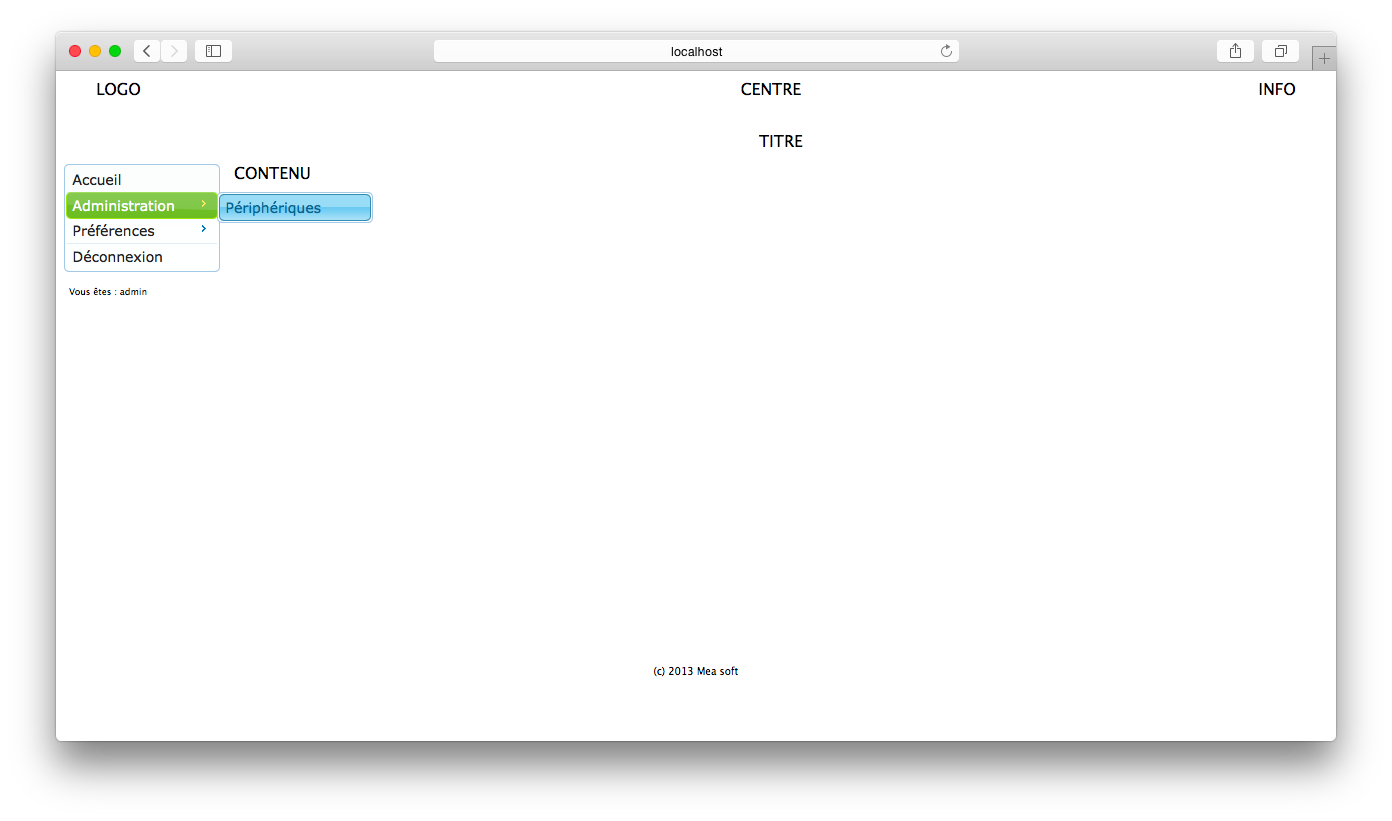 localhost
LOGO CENTRE INFO
TITRE
CONTENU
Accueil
Administration
Périphériques
Préférences
Déconnexion
Vous êtes : admin
(c) 2013 Mea soft